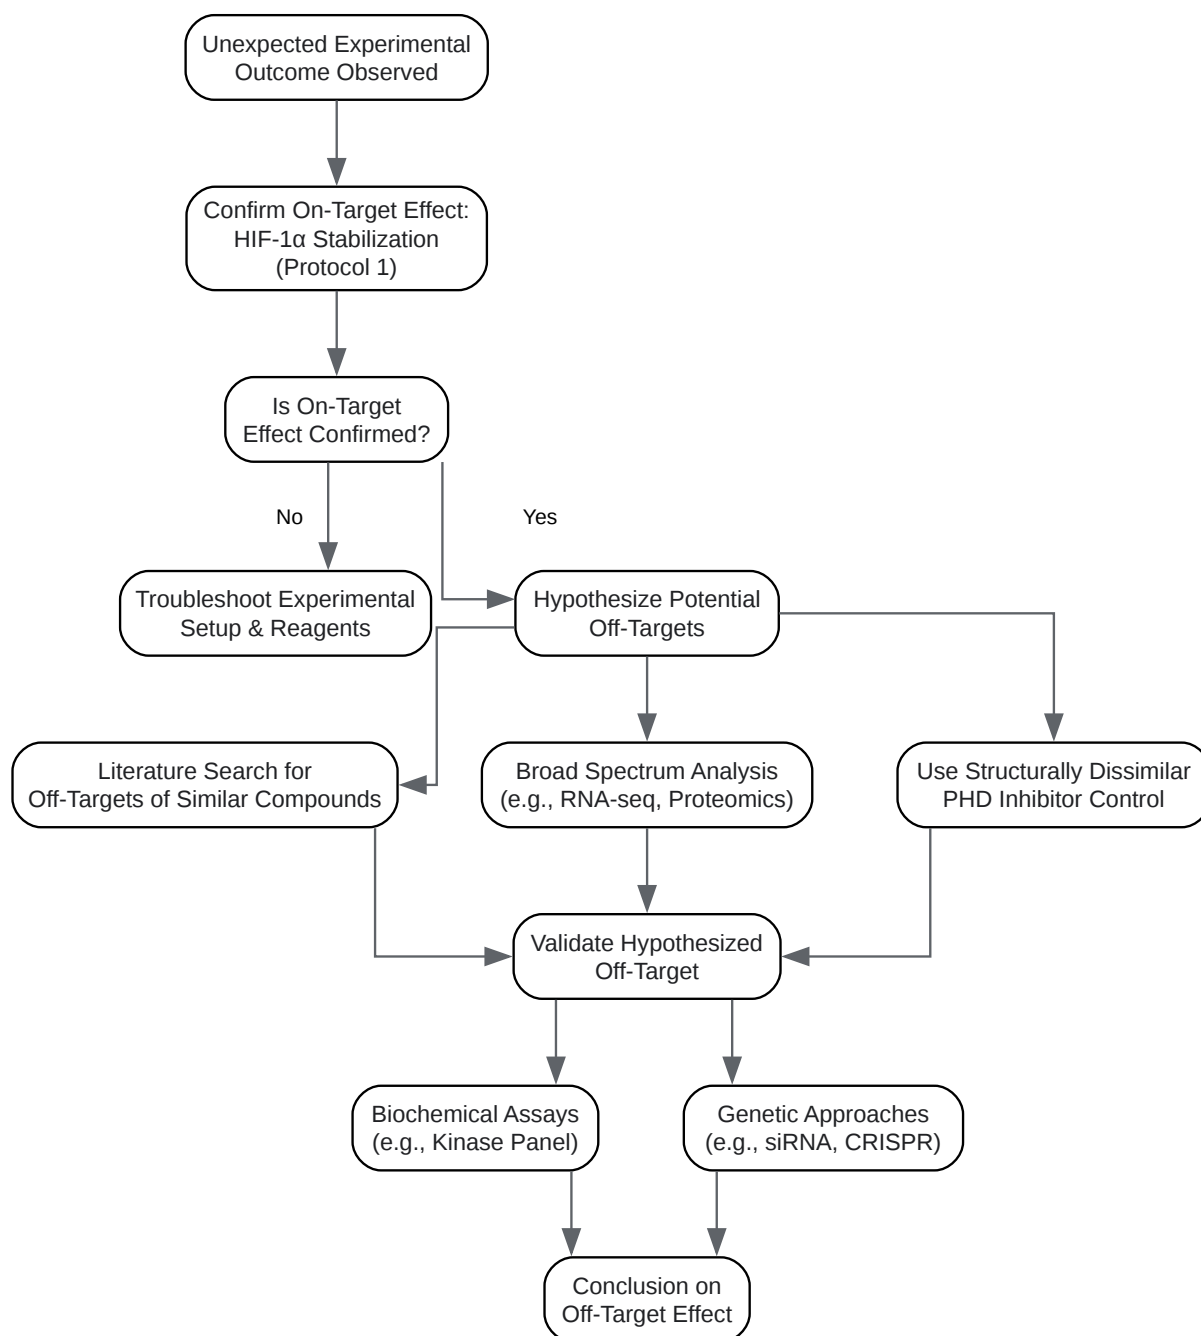 Unexpected Experimental
Outcome Observed
Confirm On-Target Effect:
HIF-1α Stabilization
(Protocol 1)
Is On-Target
Effect Confirmed?
No
Yes
Troubleshoot Experimental
Setup & Reagents
Hypothesize Potential
Off-Targets
Literature Search for
Off-Targets of Similar Compounds
Broad Spectrum Analysis
(e.g., RNA-seq, Proteomics)
Use Structurally Dissimilar
PHD Inhibitor Control
Validate Hypothesized
Off-Target
Biochemical Assays
(e.g., Kinase Panel)
Genetic Approaches
(e.g., siRNA, CRISPR)
Conclusion on
Off-Target Effect